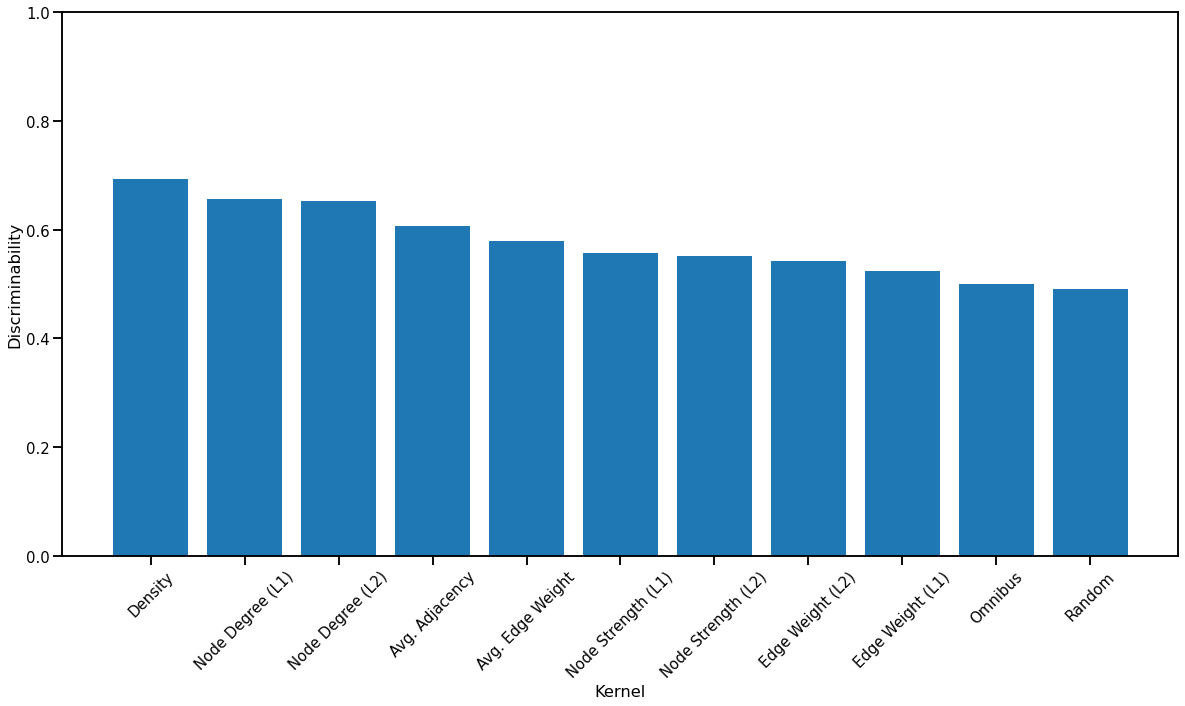 1.0
0.8
0.6
0.4
0.2
0.0
Discriminability
Density
Node Degree (L1)
Node Degree (L2)
Avg. Adjacency
Avg. Edge Weight
Node Strength (L1)
Node Strength (L2)
Edge Weight (L2)
Edge Weight (L1)
Omnibus
Random
Kernel